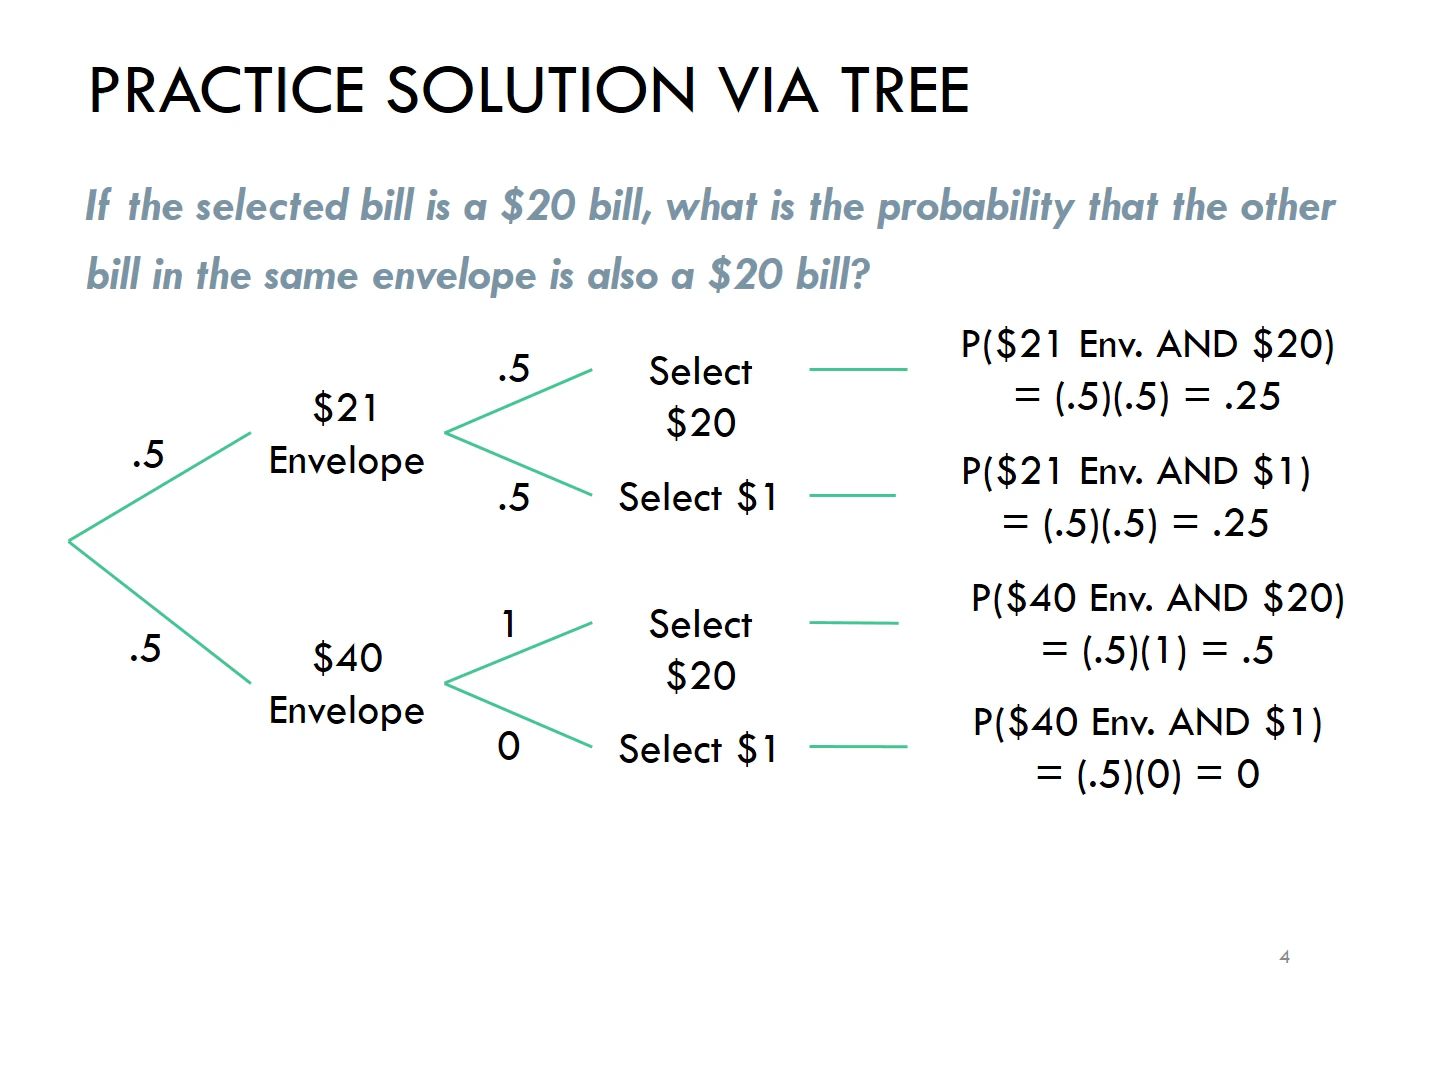 PRACTICE SOLUTION VIA TREE
If the selected bill is a $20 bill, what is the probability that the other
bill in the same envelope is also a $20 bill?
.5
$21
Envelope
.5
Select
$20
P($21 Env. AND $20)
= (.5)(.5) = .25
.5
Select $1
P($21 Env. AND $1)
= (.5)(.5) = .25
.5
$40
Envelope
1
Select
$20
P($40 Env. AND $20)
= (.5)(1) = .5
0
Select $1
P($40 Env. AND $1)
= (.5)(0) = 0
4